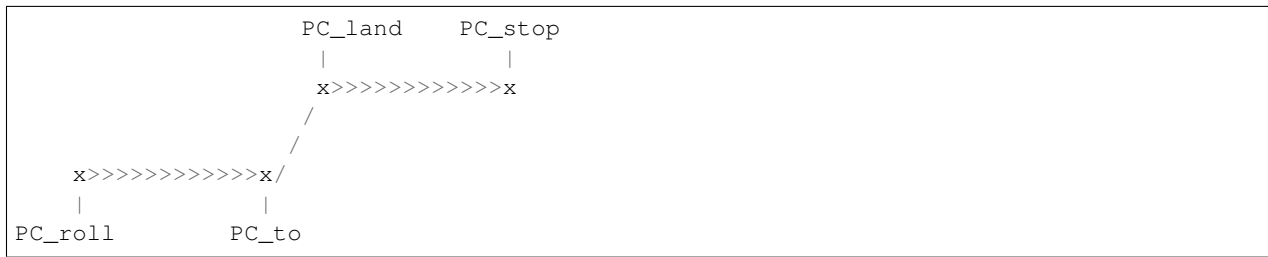 PC_land    PC_stop
                      |            |
                      x>>>>>>>>>>>>x
                     /
                    /
    x>>>>>>>>>>>>x/
    |            |
PC_roll        PC_to